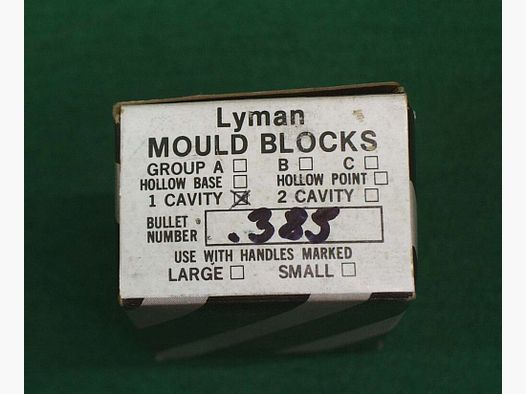 Lyman
MOULD BLOCKS
GROUP A ☐ B ☐ C ☐
HOLLOW BASE ☐ HOLLOW POINT ☐
1 CAVITY ☒ 2 CAVITY ☐
BULLET NUMBER .385
USE WITH HANDLES MARKED
LARGE ☐ SMALL ☐